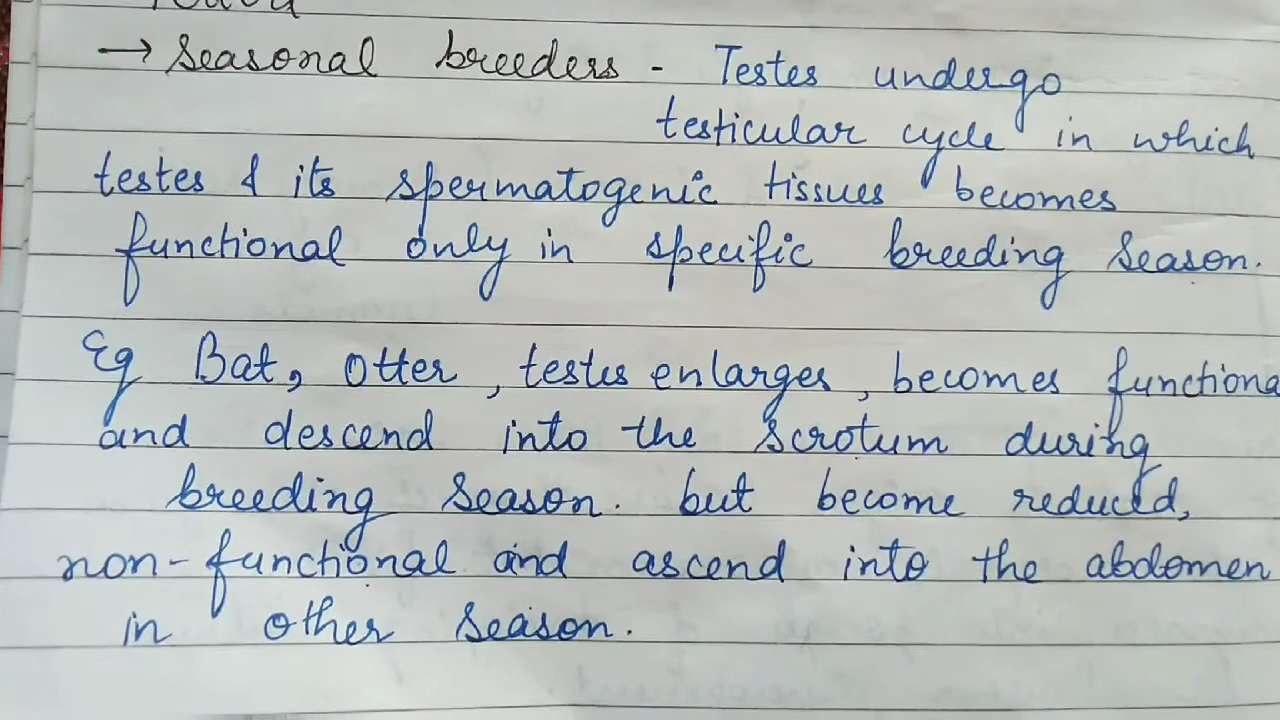 → Seasonal breeders - Testes undergo
testicular cycle in which
testes & its spermatogenic tissues becomes
functional only in specific breeding season.
Eg Bat, Otter, testes enlarges, becomes functiona
and descend into the scrotum during
breeding season. but become reduced,
non-functional and ascend into the abdomen
in other season.